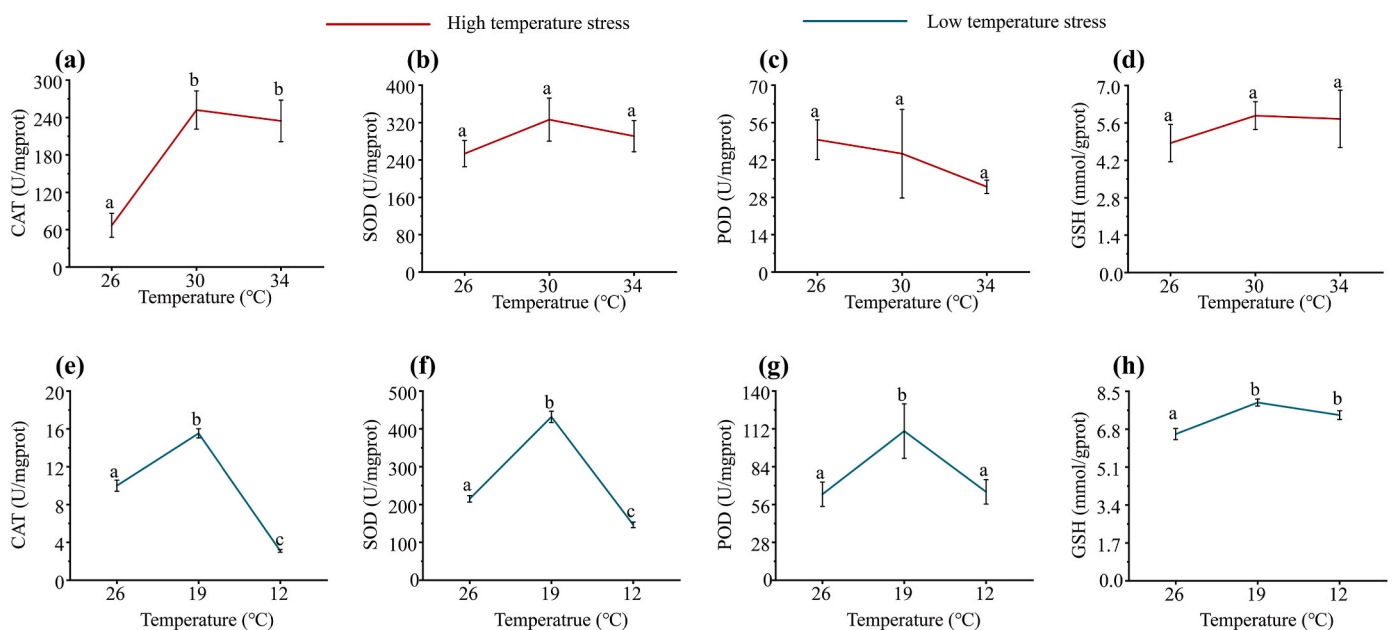 High temperature stress
Low temperature stress
(a)
(b)
(c)
(d)
CAT (U/mgprot)
300
240
180
120
60
0
a
b
b
26
30
34
Temperature (℃)
SOD (U/mgprot)
400
320
240
160
80
0
a
a
a
26
30
34
Temperatrue (℃)
POD (U/mgprot)
70
56
42
28
14
0
a
a
a
26
30
34
Temperature (℃)
GSH (mmol/gprot)
7.0
5.6
4.2
2.8
1.4
0.0
a
a
a
26
30
34
Temperature (℃)
(e)
(f)
(g)
(h)
CAT (U/mgprot)
20
16
12
8
4
0
a
b
c
26
19
12
Temperature (℃)
SOD (U/mgprot)
500
400
300
200
100
0
a
b
c
26
19
12
Temperatrue (℃)
POD (U/mgprot)
140
112
84
56
28
0
a
b
a
26
19
12
Temperature (℃)
GSH (mmol/gprot)
8.5
6.8
5.1
3.4
1.7
0.0
a
b
b
26
19
12
Temperature (℃)